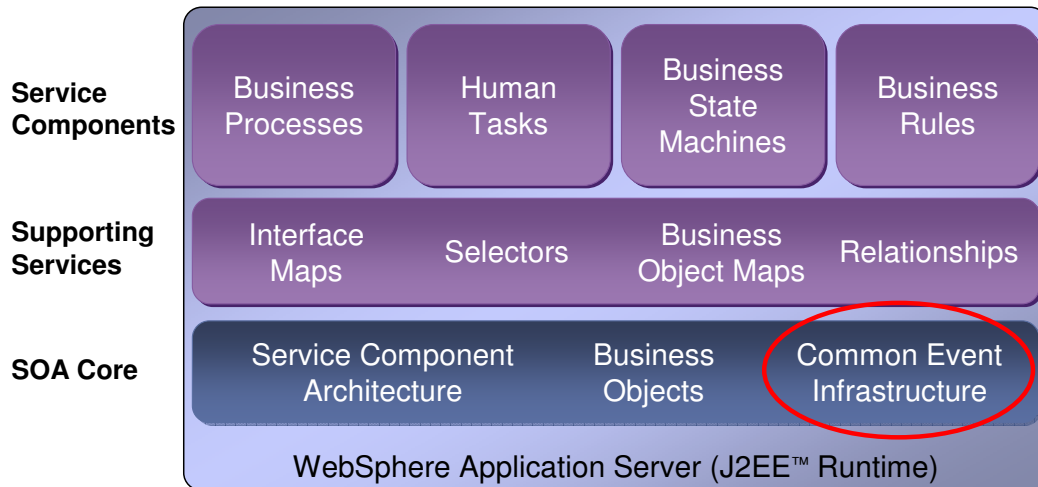 Service
Components
Business
Processes
Human
Tasks
Business
State
Machines
Business
Rules
Supporting
Services
Interface
Maps
Selectors
Business
Object Maps
Relationships
SOA Core
Service Component
Architecture
Business
Objects
Common Event
Infrastructure
WebSphere Application Server (J2EE™ Runtime)